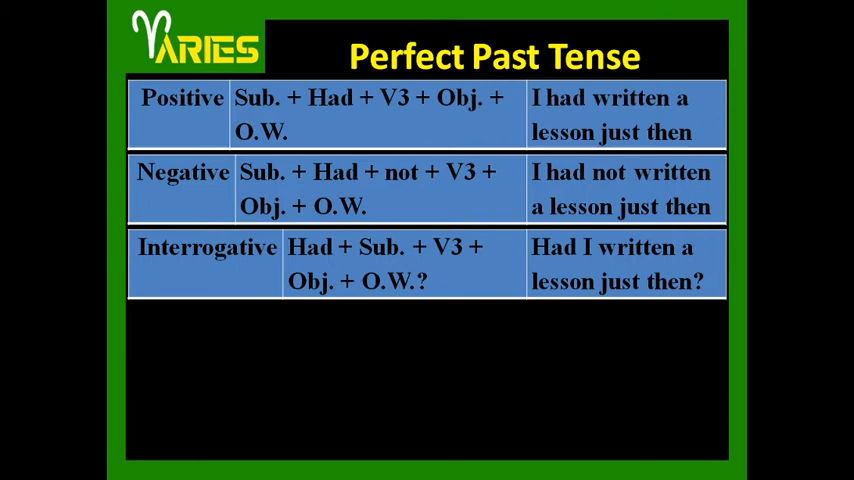 ARIES
Perfect Past Tense
Positive
Sub. + Had + V3 + Obj. +
O.W.
I had written a
lesson just then
Negative
Sub. + Had + not + V3 +
Obj. + O.W.
I had not written
a lesson just then
Interrogative
Had + Sub. + V3 +
Obj. + O.W.?
Had I written a
lesson just then?